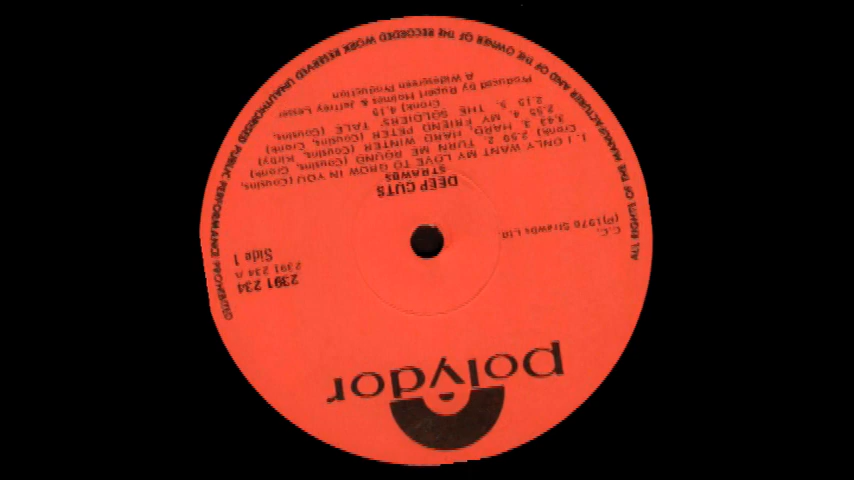 polydor
2391 234
2391 234 A
Side 1
C.C.
(P)1976 Strawbs Ltd.
DEEP CUTS
STRAWBS
1. I ONLY WANT MY LOVE TO GROW IN YOU (Cousins,
Cronk) 2.50 2. TURN ME ROUND (Cousins, Cronk)
3.43 3. HARD, HARD WINTER (Cousins, Kirby)
2.55 4. MY FRIEND PETER (Cousins, Cronk)
2.15 5. THE SOLDIERS' TALE (Cousins,
Cronk) 4.15
Produced by Rupert Holmes & Jeffrey Lesser
A Widescreen Production
ALL RIGHTS OF THE MANUFACTURER AND OF THE OWNER OF THE RECORDED WORK RESERVED UNAUTHORISED PUBLIC PERFORMANCE PROHIBITED